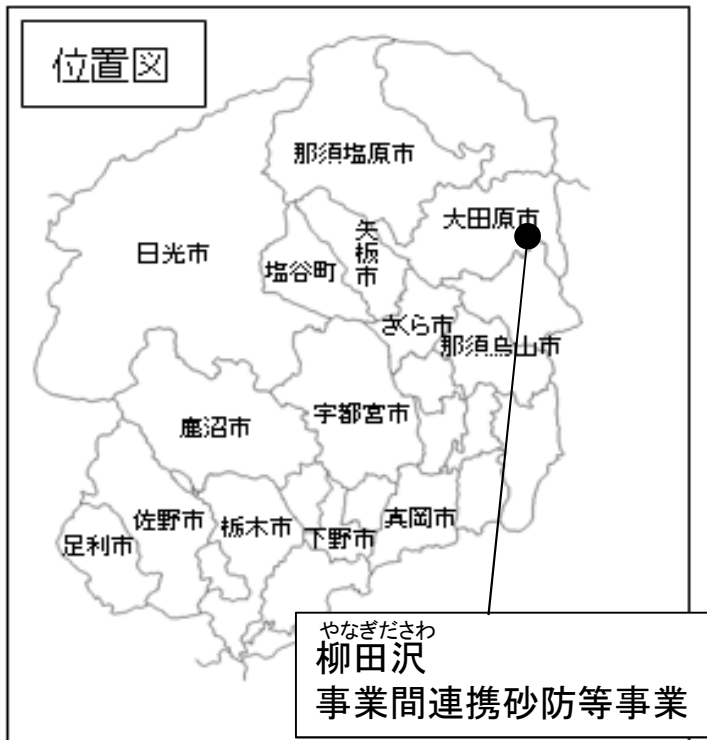 位置図
那須塩原市
大田原市
矢板市
日光市
塩谷町
さくら市
那須烏山市
宇都宮市
鹿沼市
真岡市
佐野市
栃木市
下野市
足利市
やなぎださわ
柳田沢
事業間連携砂防等事業